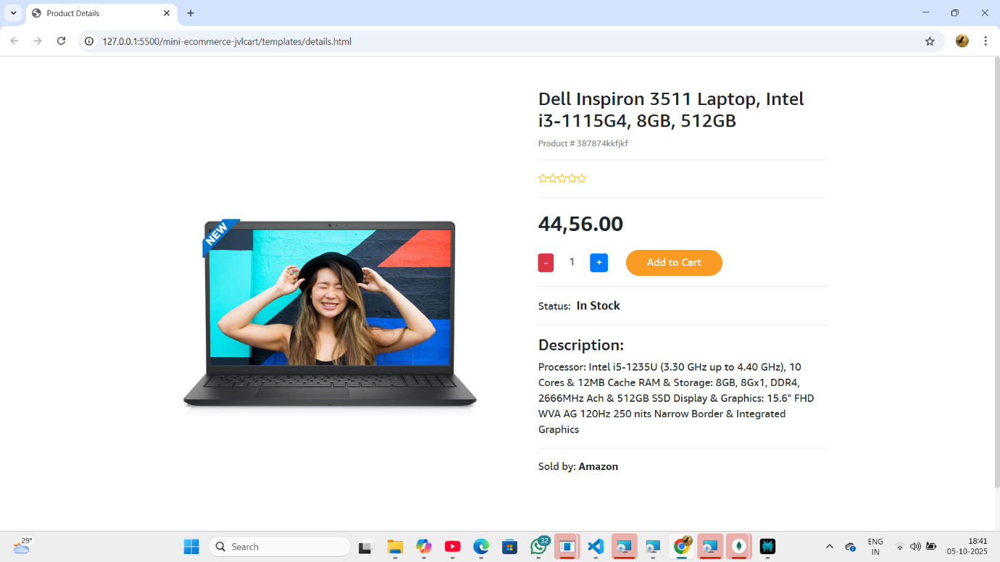 Product Details
127.0.0.1:5500/mini-ecommerce-jvlcart/templates/details.html
Dell Inspiron 3511 Laptop, Intel
i3-1115G4, 8GB, 512GB
Product # 387874kkfjkf
44,56.00
- 1 + Add to Cart
Status: In Stock
Description:
Processor: Intel i5-1235U (3.30 GHz up to 4.40 GHz), 10
Cores & 12MB Cache RAM & Storage: 8GB, 8Gx1, DDR4,
2666MHz Ach & 512GB SSD Display & Graphics: 15.6" FHD
WVA AG 120Hz 250 nits Narrow Border & Integrated
Graphics
Sold by: Amazon
NEW
29°
Search
32
ENG
IN
18:41
05-10-2025